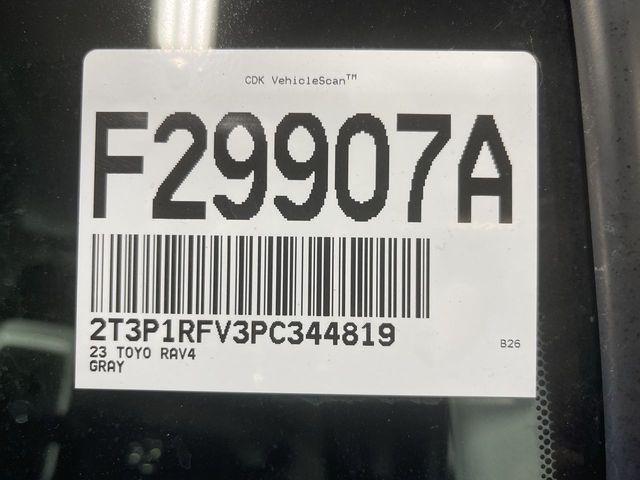 CDK VehicleScan™
F29907A
2T3P1RFV3PC344819
23 TOYO RAV4
GRAY
B26